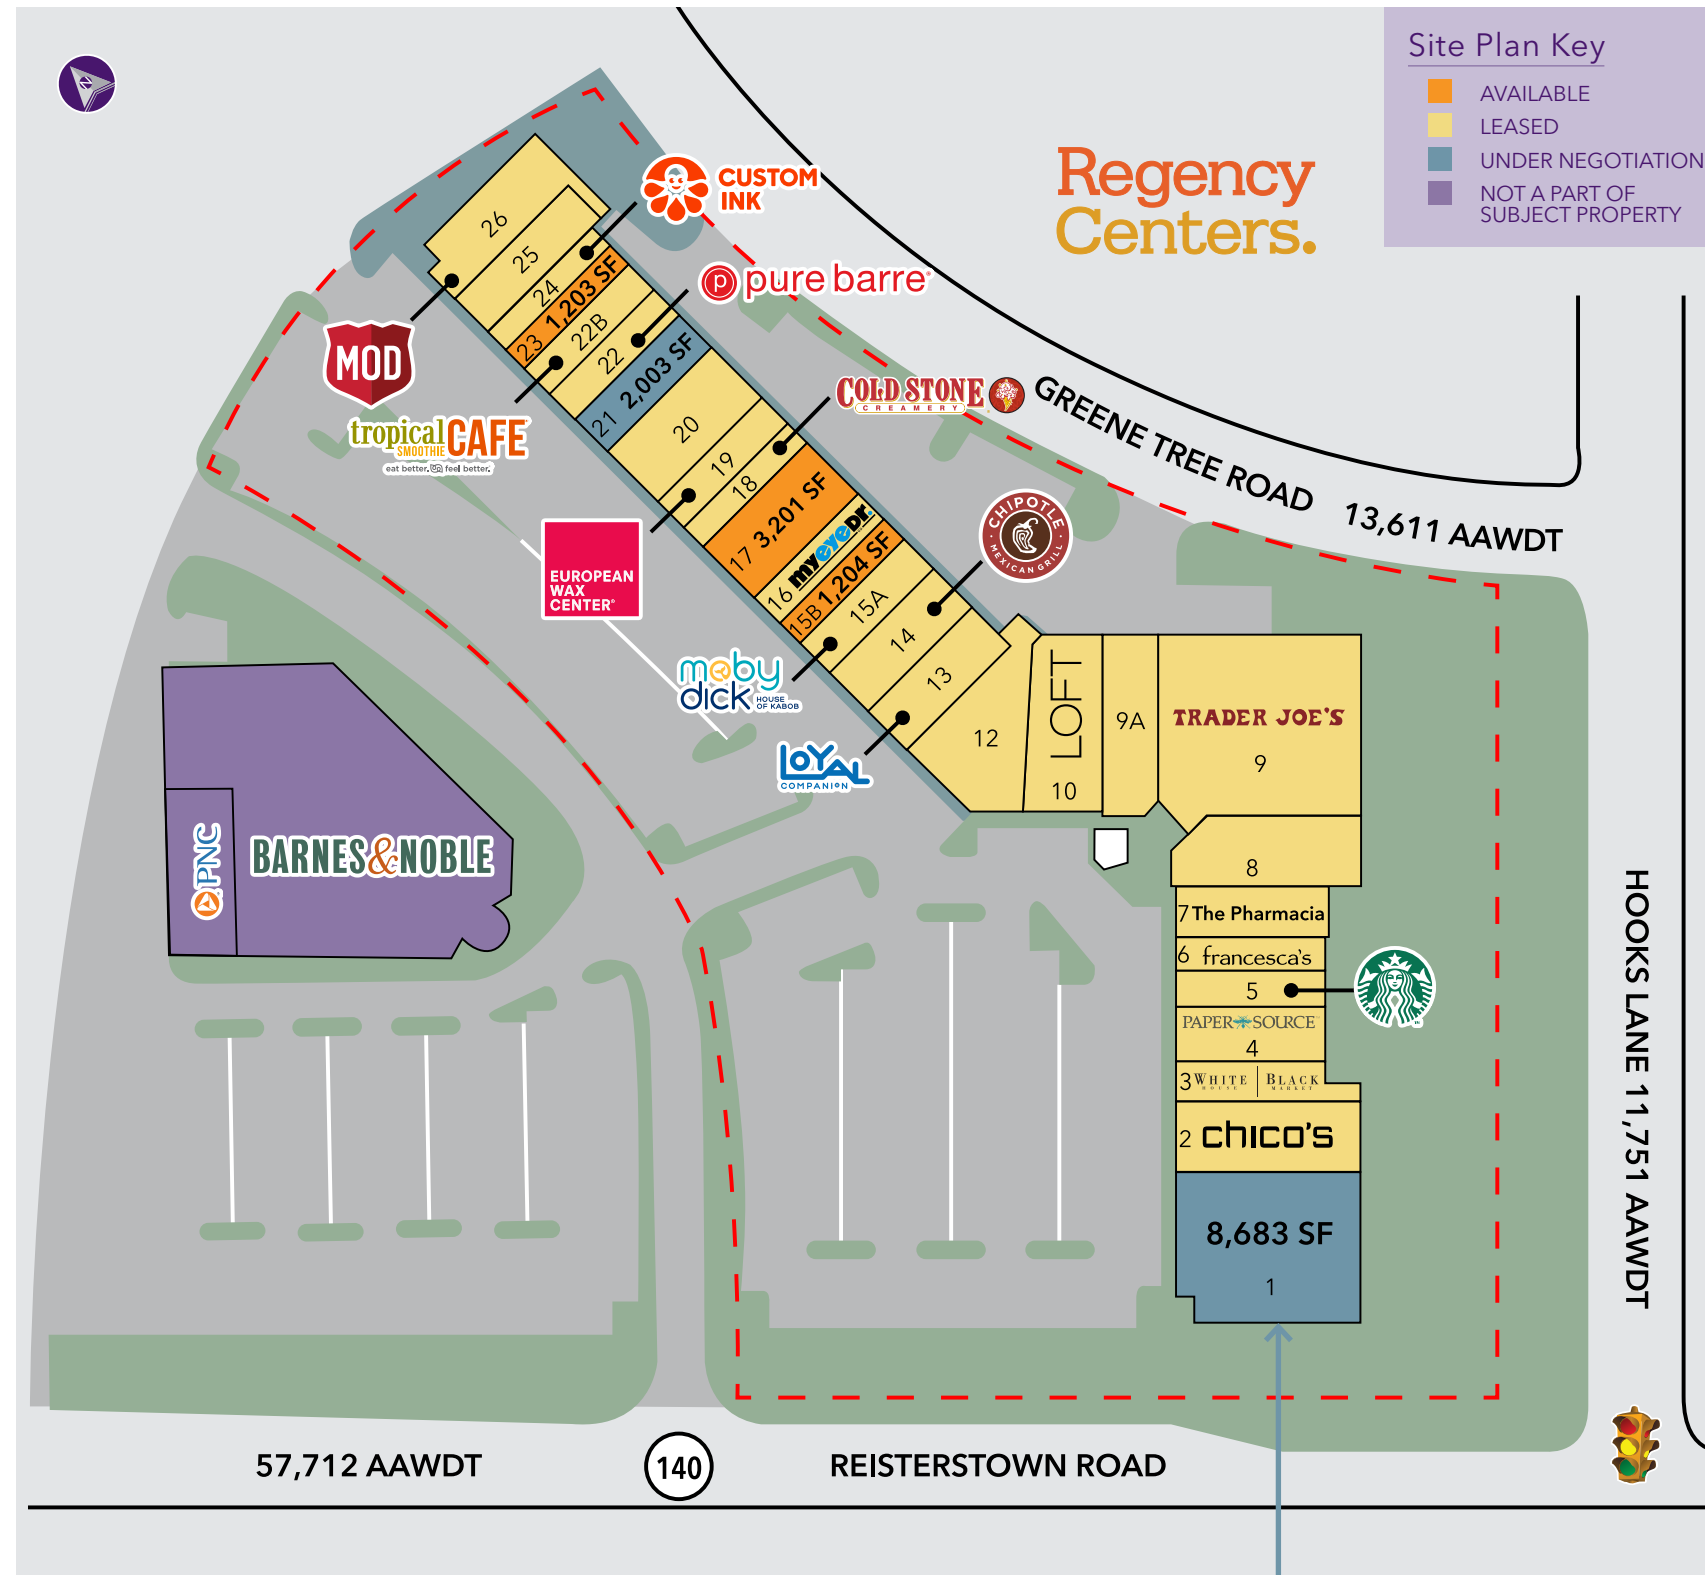 Site Plan Key
AVAILABLE
LEASED
UNDER NEGOTIATION
NOT A PART OF
SUBJECT PROPERTY
Regency
Centers.
N
CUSTOM
INK
26
25
24
23 1,203 SF
22B
22
21 2,003 SF
20
19
18
17 3,201 SF
16 myeyeDr.
15B 1,204 SF
15A
14
13
12
p pure barre
MOD
tropical CAFE
SMOOTHIE
eat better. feel better.
COLD STONE
CREAMERY
EUROPEAN
WAX
CENTER
CHIPOTLE
MEXICAN GRILL
moby
dick HOUSE
OF KABOB
LOYAL
COMPANION
GREENE TREE ROAD 13,611 AAWDT
LOFT
10
9A
TRADER JOE'S
9
8
7 The Pharmacia
6 francesca's
5
PAPER SOURCE
4
3 WHITE BLACK
HOUSE MARKET
2 chico's
8,683 SF
1
PNC
BARNES & NOBLE
HOOKS LANE 11,751 AAWDT
57,712 AAWDT
140
REISTERSTOWN ROAD